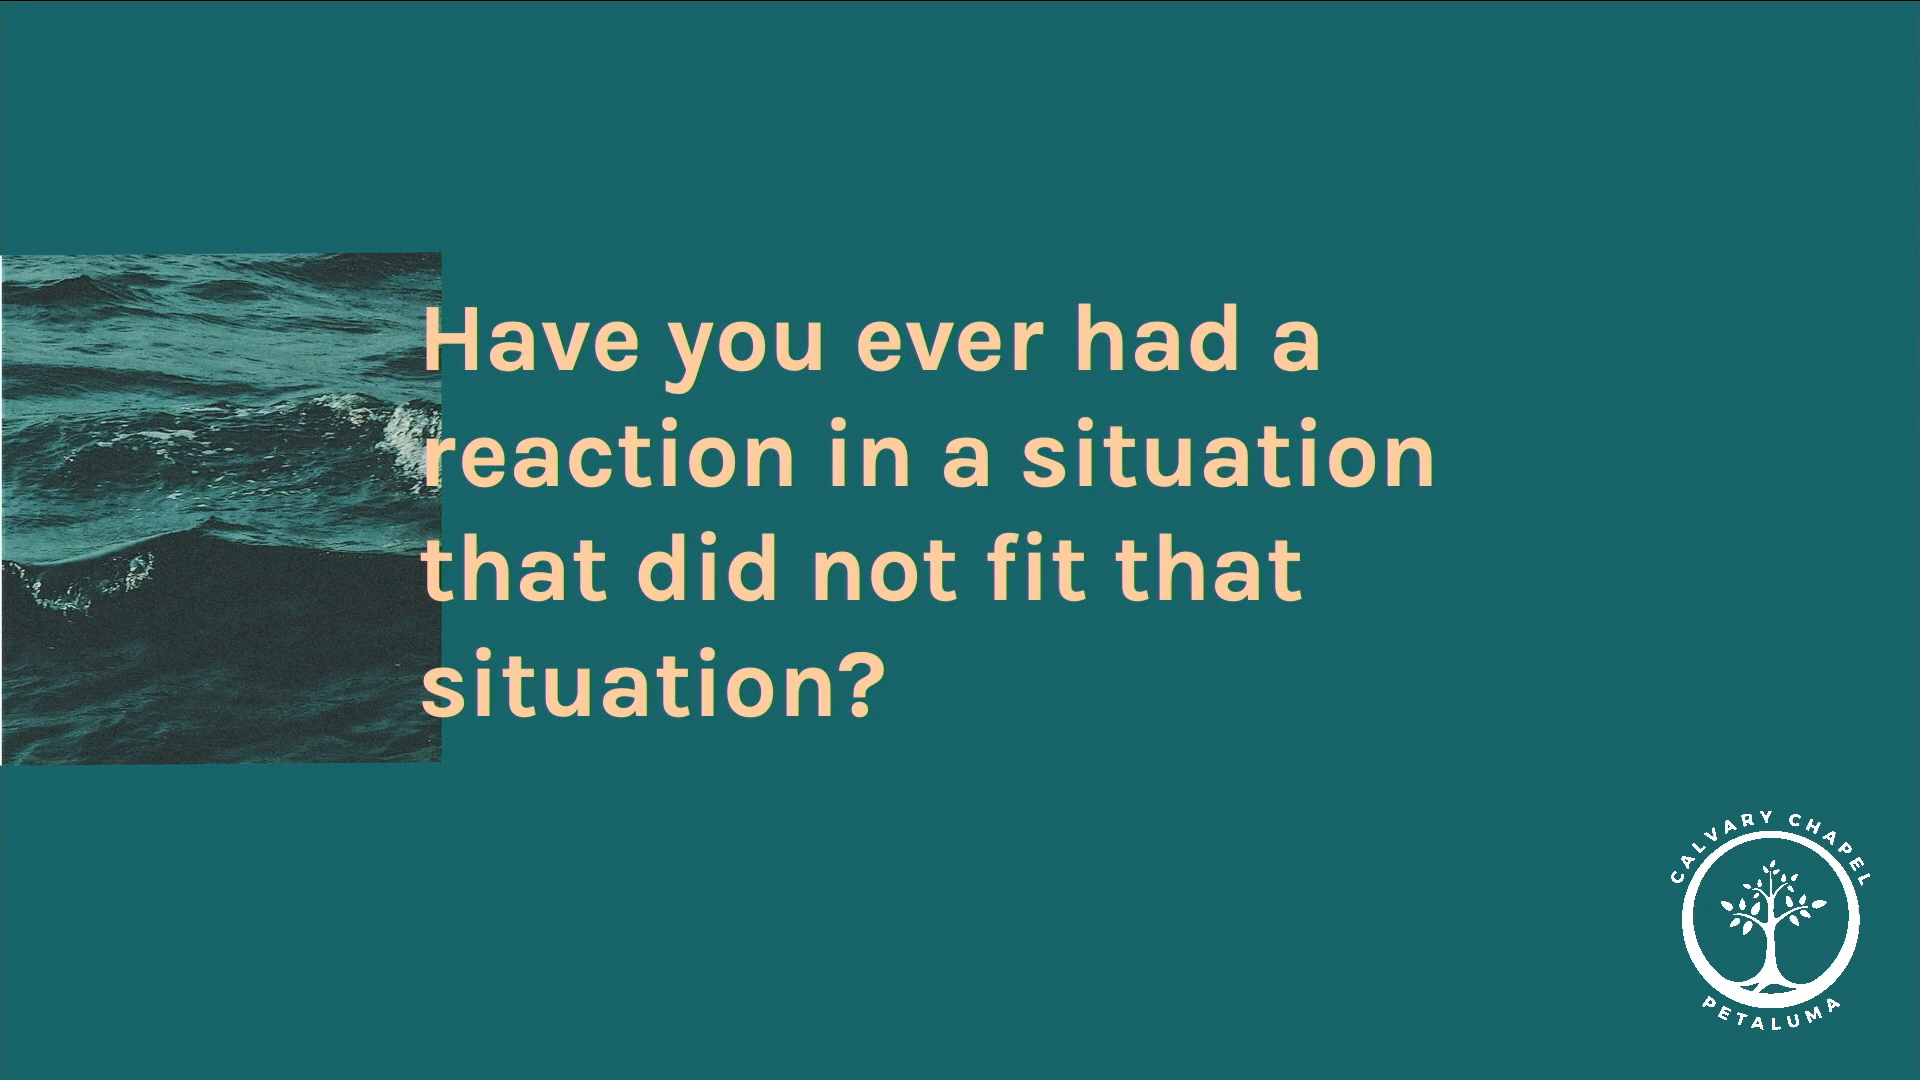 Have you ever had a
reaction in a situation
that did not fit that
situation?
CALVARY CHAPEL
PETALUMA